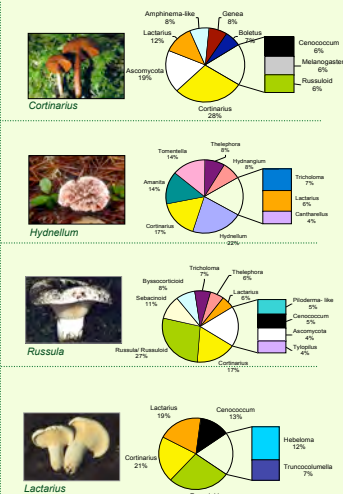 Amphinema-like
8%
Genea
8%
Lactarius
12%
Boletus
7%
Ascomycota
19%
Cenococcum
6%
Melanogaster
6%
Russuloid
6%
Cortinarius
28%
Cortinarius
Thelephora
8%
Tomentella
14%
Hydnangium
8%
Amanita
14%
Tricholoma
7%
Lactarius
6%
Cantharellus
4%
Cortinarius
17%
Hydnellum
22%
Hydnellum
Tricholoma
7%
Thelephora
6%
Byssocorticioid
8%
Lactarius
6%
Sebacinoid
11%
Piloderma- like
5%
Cenococcum
5%
Ascomycota
4%
Tylopilus
4%
Russula/ Russuloid
27%
Cortinarius
17%
Russula
Lactarius
19%
Cenococcum
13%
Hebeloma
12%
Cortinarius
21%
Truncocolumella
7%
Lactarius